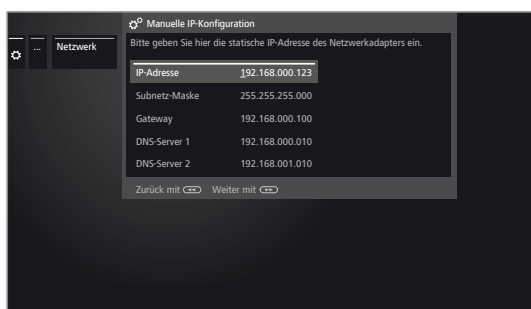 Manuelle IP-Konfiguration
... Netzwerk
Bitte geben Sie hier die statische IP-Adresse des Netzwerkadapters ein.
IP-Adresse 192.168.000.123
Subnetz-Maske 255.255.255.000
Gateway 192.168.000.100
DNS-Server 1 192.168.000.010
DNS-Server 2 192.168.001.010
Zurück mit Weiter mit